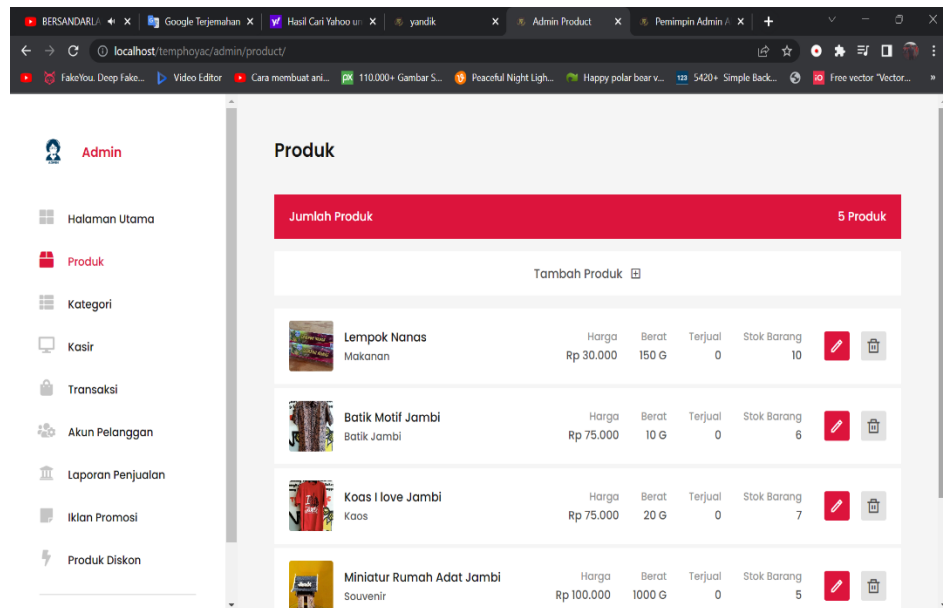 BERSANDARLA
Google Terjemahan
Hasil Cari Yahoo un
yandik
Admin Product
Pemimpin Admin A
localhost/temphoyac/admin/product/
FakeYou. Deep Fake...
Video Editor
Cara membuat ani...
110.000+ Gambar S...
Peaceful Night Ligh...
Happy polar bear v...
5420+ Simple Back...
Free vector "Vector...
Admin
Halaman Utama
Produk
Kategori
Kasir
Transaksi
Akun Pelanggan
Laporan Penjualan
Iklan Promosi
Produk Diskon
Produk
Jumlah Produk 5 Produk
Tambah Produk
Lempok Nanas Harga Berat Terjual Stok Barang
Makanan Rp 30.000 150 G 0 10
Batik Motif Jambi Harga Berat Terjual Stok Barang
Batik Jambi Rp 75.000 10 G 0 6
Koas I love Jambi Harga Berat Terjual Stok Barang
Kaos Rp 75.000 20 G 0 7
Miniatur Rumah Adat Jambi Harga Berat Terjual Stok Barang
Souvenir Rp 100.000 1000 G 0 5